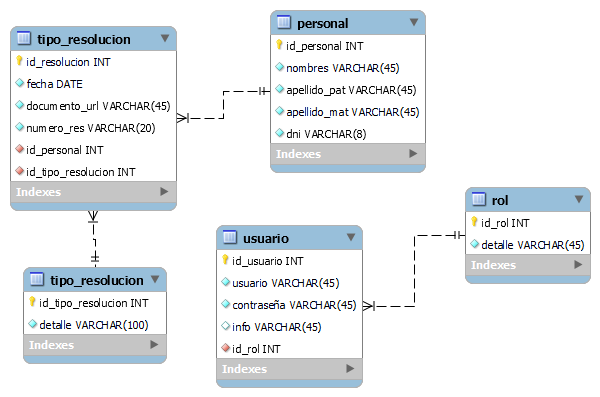 tipo_resolucion
id_resolucion INT
fecha DATE
documento_url VARCHAR(45)
numero_res VARCHAR(20)
id_personal INT
id_tipo_resolucion INT
Indexes
personal
id_personal INT
nombres VARCHAR(45)
apellido_pat VARCHAR(45)
apellido_mat VARCHAR(45)
dni VARCHAR(8)
Indexes
rol
id_rol INT
detalle VARCHAR(45)
Indexes
usuario
id_usuario INT
usuario VARCHAR(45)
contraseña VARCHAR(45)
info VARCHAR(45)
id_rol INT
Indexes
tipo_resolucion
id_tipo_resolucion INT
detalle VARCHAR(100)
Indexes